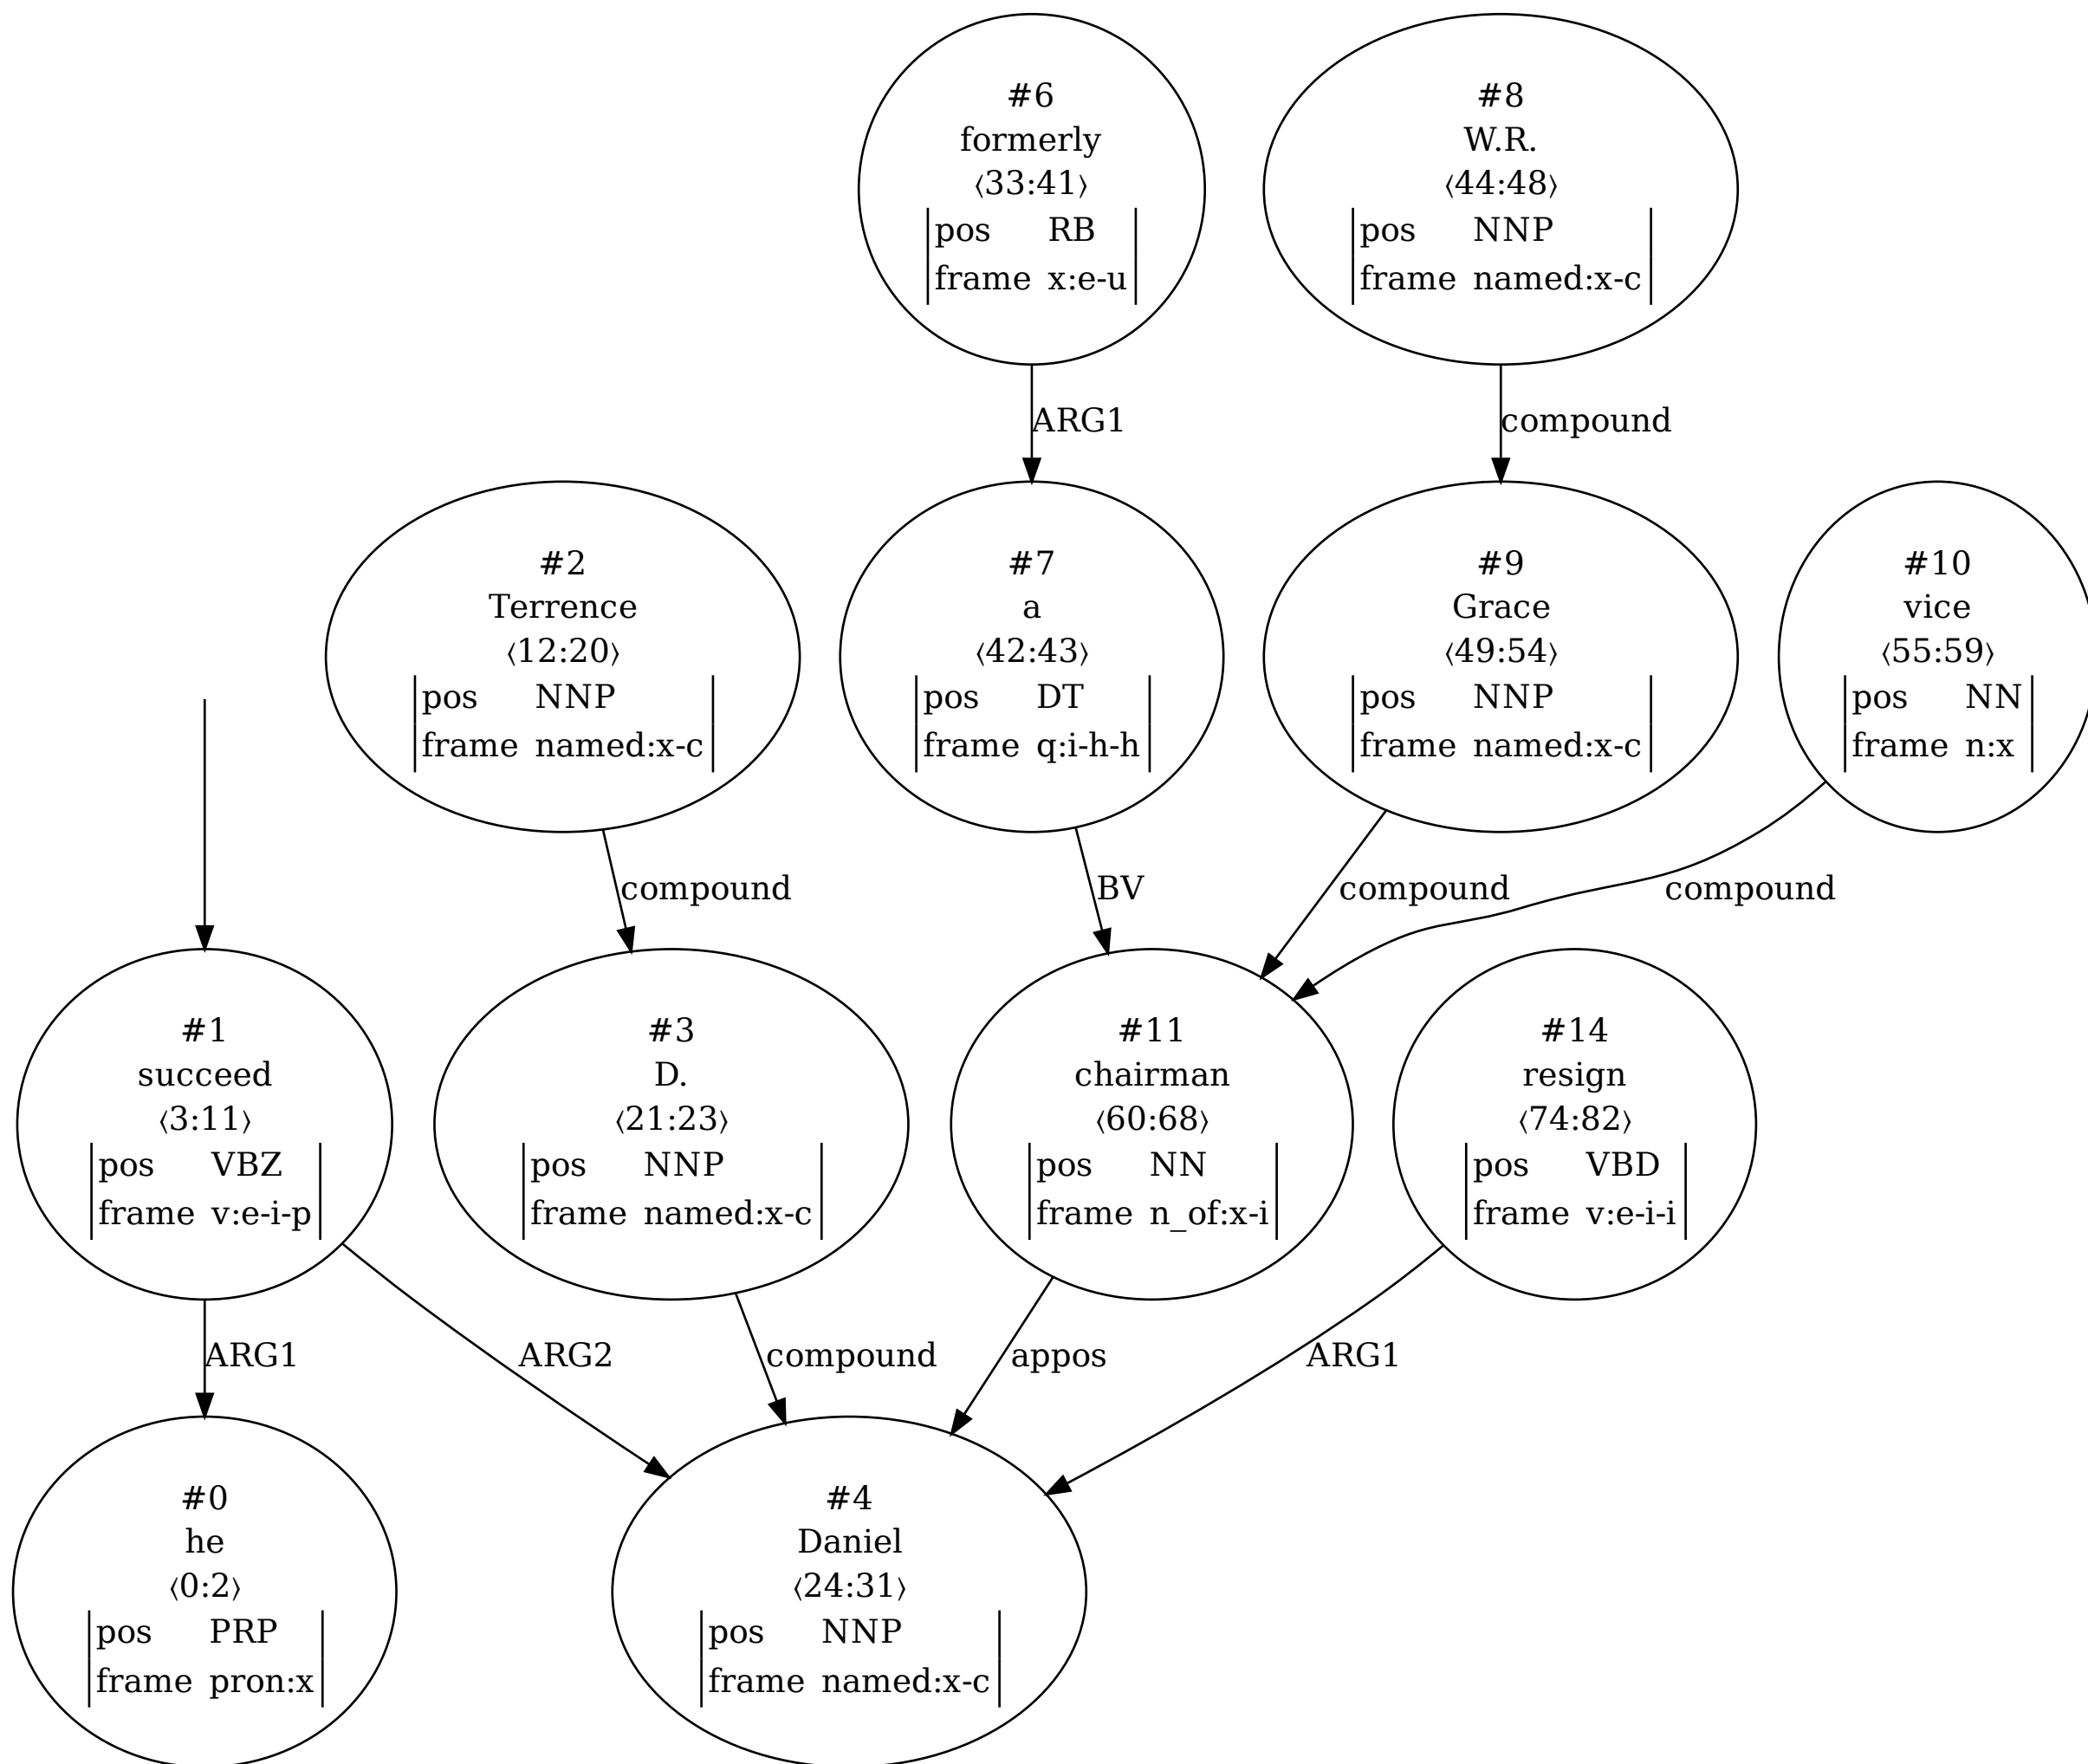 #6
formerly
⟨33:41⟩
pos RB
frame x:e-u
#8
W.R.
⟨44:48⟩
pos NNP
frame named:x-c
ARG1
compound
#2
Terrence
⟨12:20⟩
pos NNP
frame named:x-c
#7
a
⟨42:43⟩
pos DT
frame q:i-h-h
#9
Grace
⟨49:54⟩
pos NNP
frame named:x-c
#10
vice
⟨55:59⟩
pos NN
frame n:x
compound
BV
compound
compound
#1
succeed
⟨3:11⟩
pos VBZ
frame v:e-i-p
#3
D.
⟨21:23⟩
pos NNP
frame named:x-c
#11
chairman
⟨60:68⟩
pos NN
frame n_of:x-i
#14
resign
⟨74:82⟩
pos VBD
frame v:e-i-i
ARG1
ARG2
compound
appos
ARG1
#0
he
⟨0:2⟩
pos PRP
frame pron:x
#4
Daniel
⟨24:31⟩
pos NNP
frame named:x-c